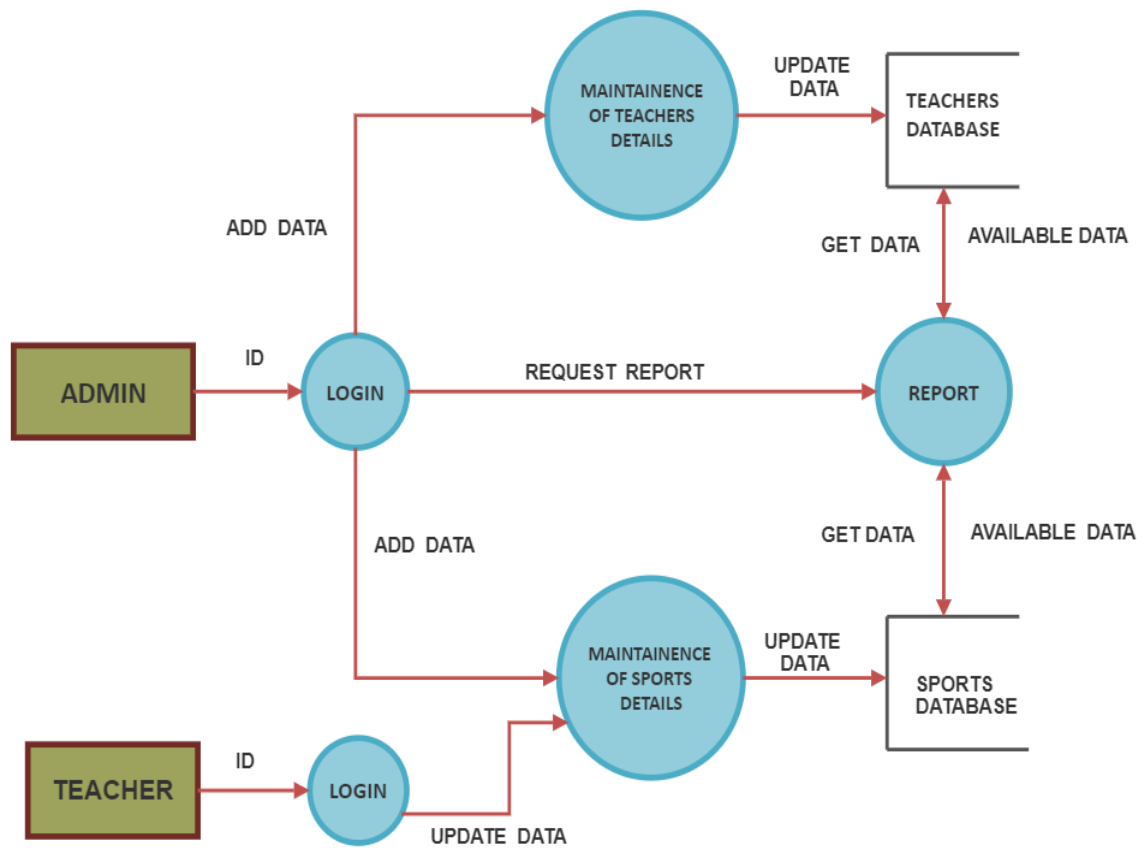 MAINTAINENCE
OF TEACHERS
DETAILS
UPDATE
DATA
TEACHERS
DATABASE
ADD DATA
GET DATA
AVAILABLE DATA
ADMIN
ID
LOGIN
REQUEST REPORT
REPORT
ADD DATA
GET DATA
AVAILABLE DATA
MAINTAINENCE
OF SPORTS
DETAILS
UPDATE
DATA
SPORTS
DATABASE
TEACHER
ID
LOGIN
UPDATE DATA